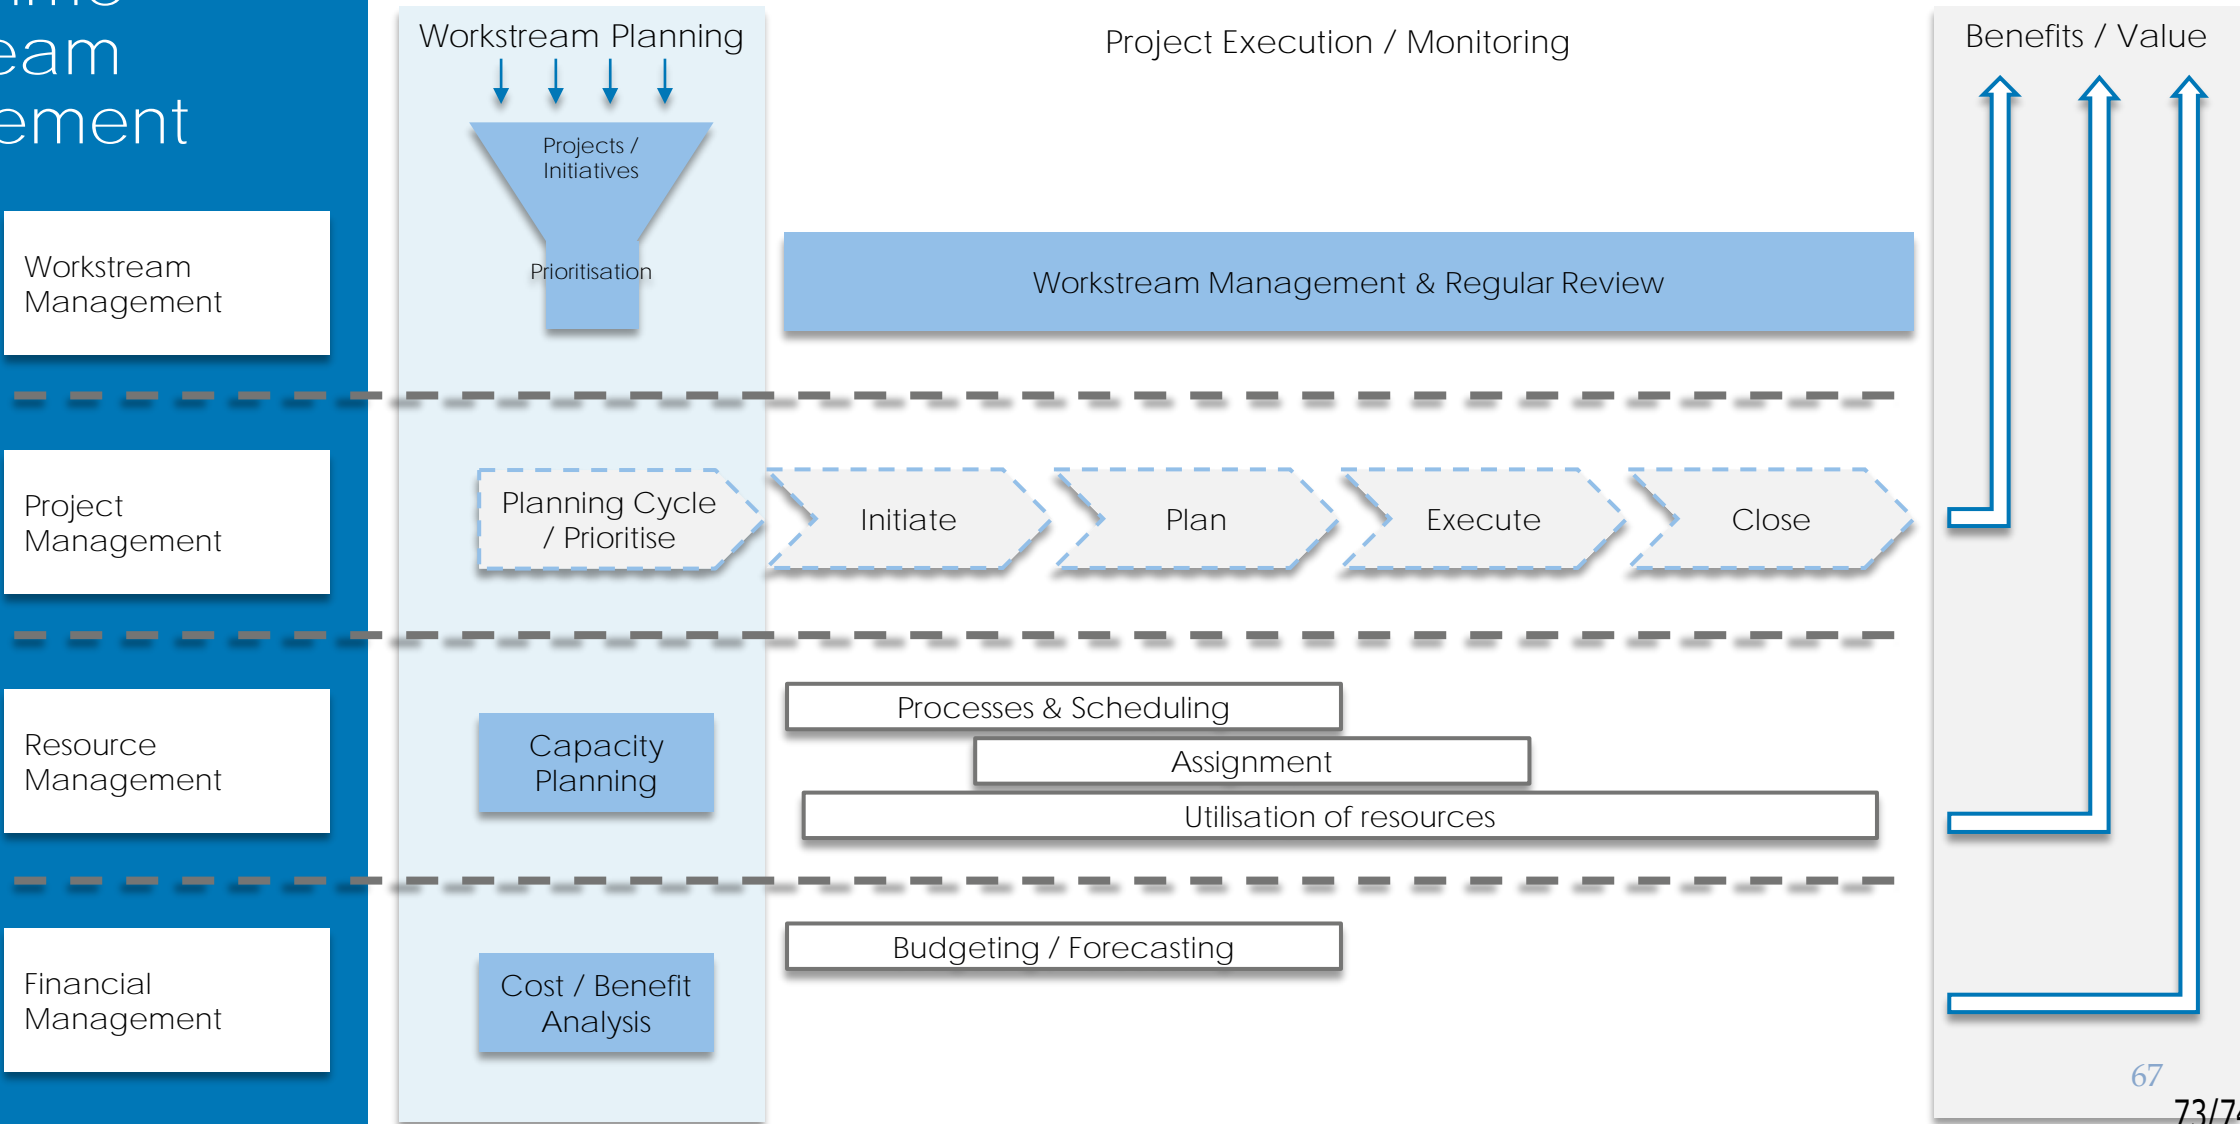 eam
ement
Workstream Planning
Project Execution / Monitoring
Benefits / Value
Projects /
Initiatives
Prioritisation
Workstream
Management
Workstream Management & Regular Review
Project
Management
Planning Cycle
/ Prioritise
Initiate
Plan
Execute
Close
Resource
Management
Capacity
Planning
Processes & Scheduling
Assignment
Utilisation of resources
Financial
Management
Cost / Benefit
Analysis
Budgeting / Forecasting
67